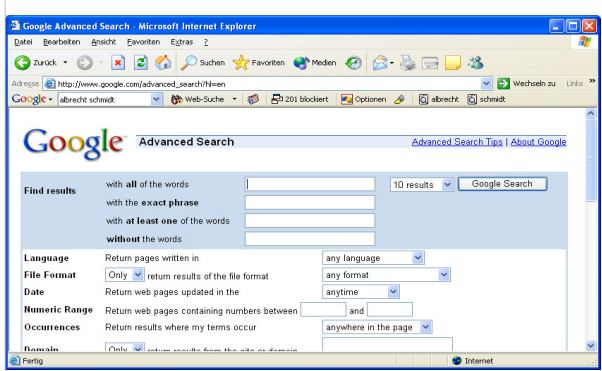 Google Advanced Search - Microsoft Internet Explorer
Datei Bearbeiten Ansicht Favoriten Extras ?
Zurück Suchen Favoriten Medien
Adresse http://www.google.com/advanced_search?hl=en Wechseln zu Links »
Google albrecht schmidt Web-Suche 201 blockiert Optionen albrecht schmidt
Google Advanced Search Advanced Search Tips | About Google
Find results with all of the words 10 results Google Search
with the exact phrase
with at least one of the words
without the words
Language Return pages written in any language
File Format Only return results of the file format any format
Date Return web pages updated in the anytime
Numeric Range Return web pages containing numbers between and
Occurrences Return results where my terms occur anywhere in the page
Domain Only return results from the site or domain
Fertig Internet